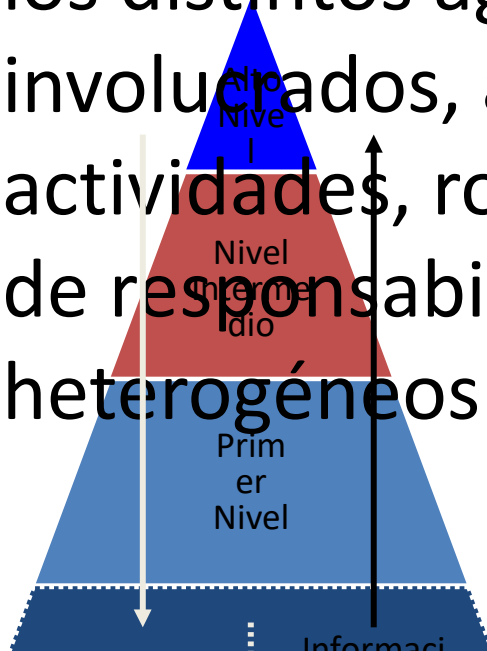 los distintos ag
involucrados, a
actividades, ro
de responsabi
heterogéneos
Alto
Nive
l
Nivel
Interme
dio
Prim
er
Nivel
Informaci